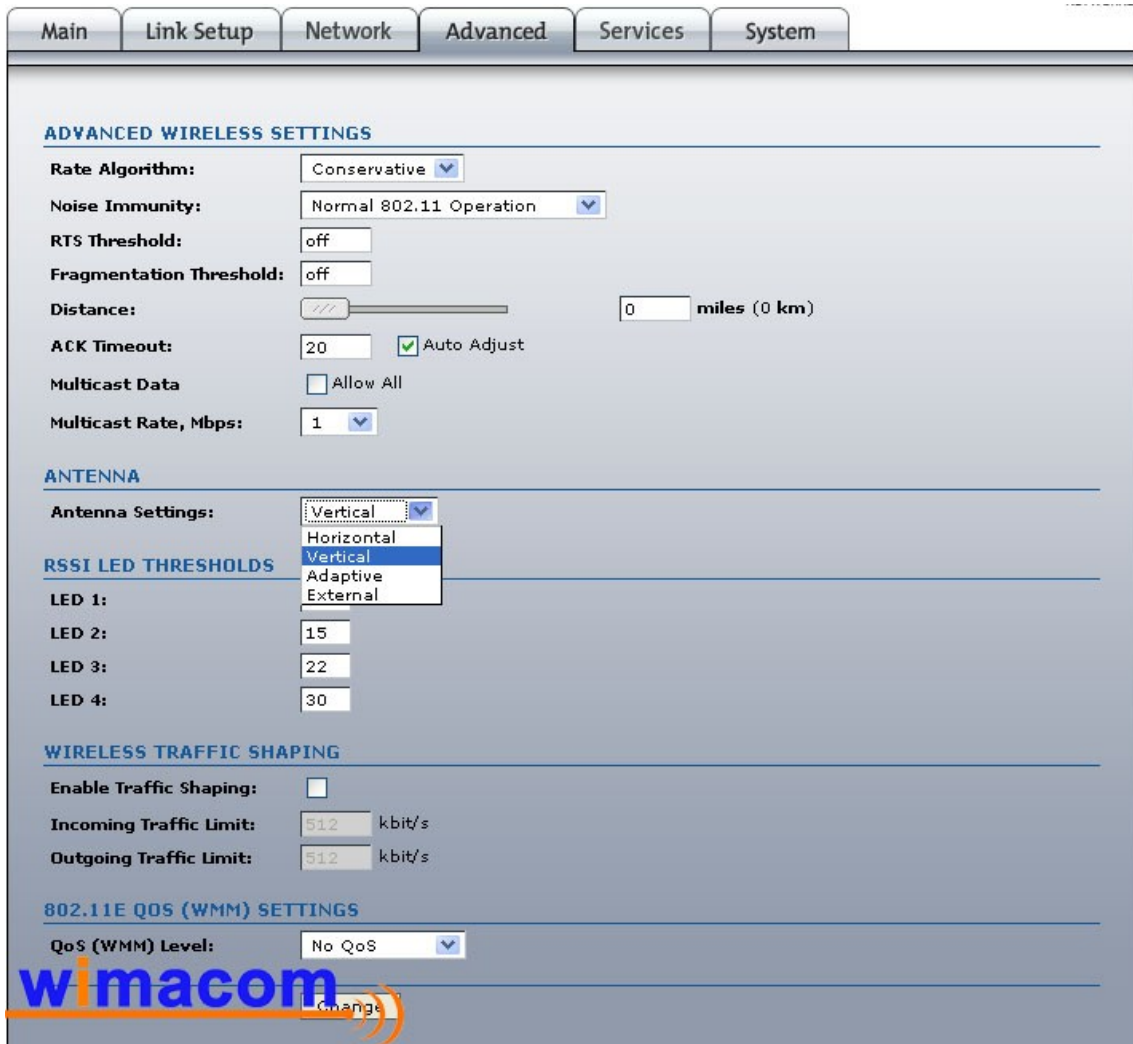 Main Link Setup Network Advanced Services System
ADVANCED WIRELESS SETTINGS
Rate Algorithm: Conservative
Noise Immunity: Normal 802.11 Operation
RTS Threshold: off
Fragmentation Threshold: off
Distance: 0 miles (0 km)
ACK Timeout: 20 Auto Adjust
Multicast Data Allow All
Multicast Rate, Mbps: 1
ANTENNA
Antenna Settings: Vertical
Horizontal
Vertical
Adaptive
External
RSSI LED THRESHOLDS
LED 1:
LED 2: 15
LED 3: 22
LED 4: 30
WIRELESS TRAFFIC SHAPING
Enable Traffic Shaping:
Incoming Traffic Limit: 512 kbit/s
Outgoing Traffic Limit: 512 kbit/s
802.11E QOS (WMM) SETTINGS
QoS (WMM) Level: No QoS
wimacom
Change